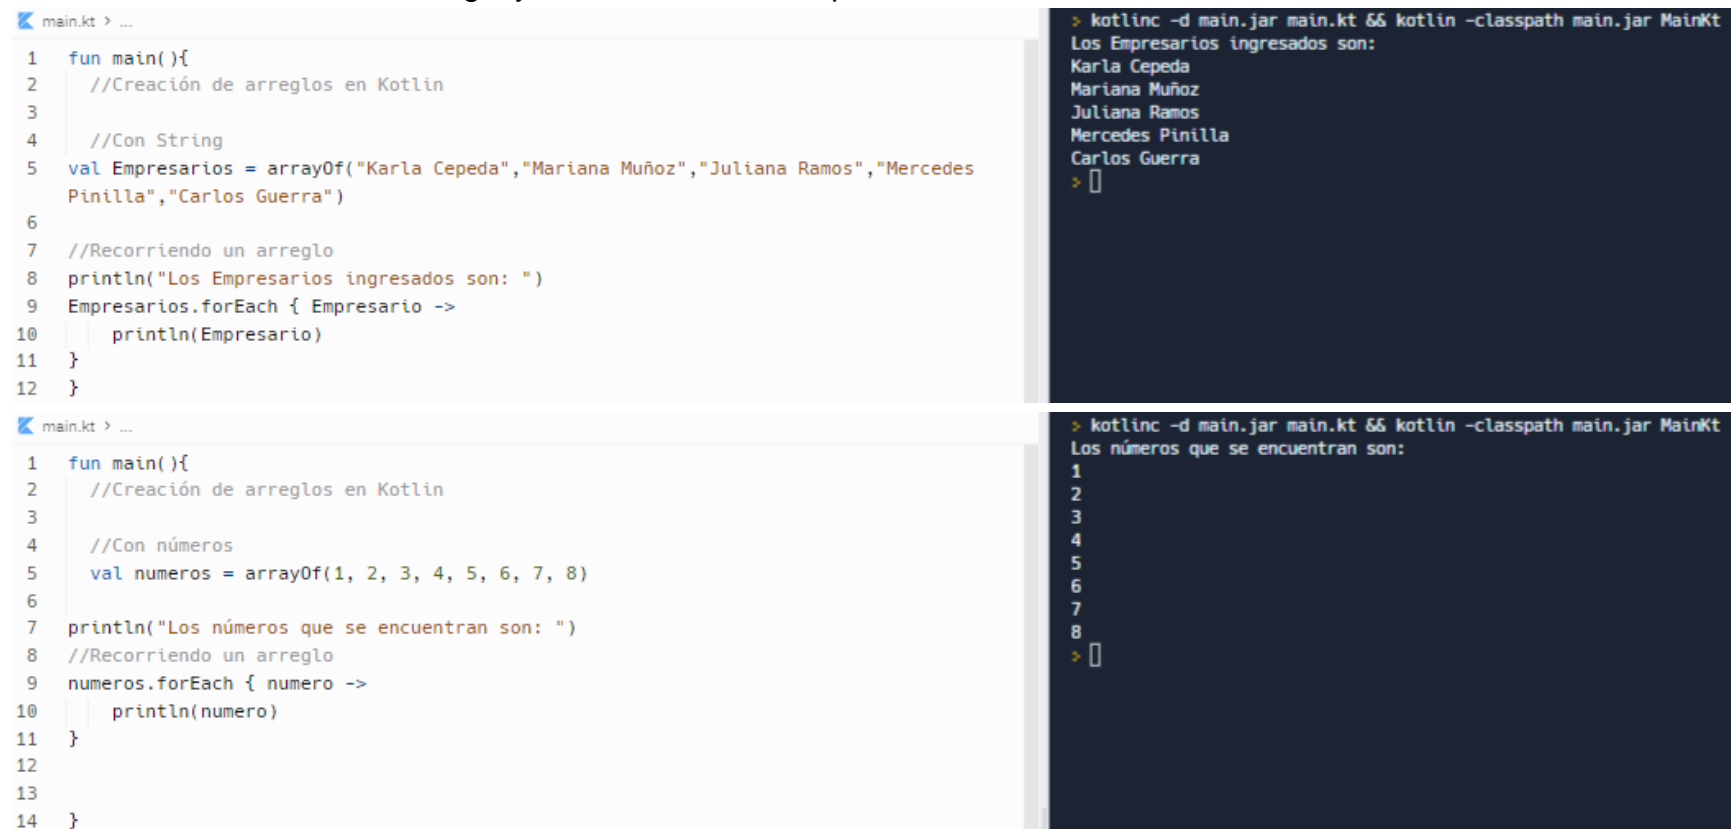 main.kt > ...
1 fun main(){
2 //Creación de arreglos en Kotlin
3
4 //Con String
5 val Empresarios = arrayOf("Karla Cepeda","Mariana Muñoz","Juliana Ramos","Mercedes
Pinilla","Carlos Guerra")
6
7 //Recorriendo un arreglo
8 println("Los Empresarios ingresados son: ")
9 Empresarios.forEach { Empresario ->
10 println(Empresario)
11 }
12 }
> kotlinc -d main.jar main.kt && kotlin -classpath main.jar MainKt
Los Empresarios ingresados son:
Karla Cepeda
Mariana Muñoz
Juliana Ramos
Mercedes Pinilla
Carlos Guerra
>
main.kt > ...
1 fun main(){
2 //Creación de arreglos en Kotlin
3
4 //Con números
5 val numeros = arrayOf(1, 2, 3, 4, 5, 6, 7, 8)
6
7 println("Los números que se encuentran son: ")
8 //Recorriendo un arreglo
9 numeros.forEach { numero ->
10 println(numero)
11 }
12
13
14 }
> kotlinc -d main.jar main.kt && kotlin -classpath main.jar MainKt
Los números que se encuentran son:
1
2
3
4
5
6
7
8
>